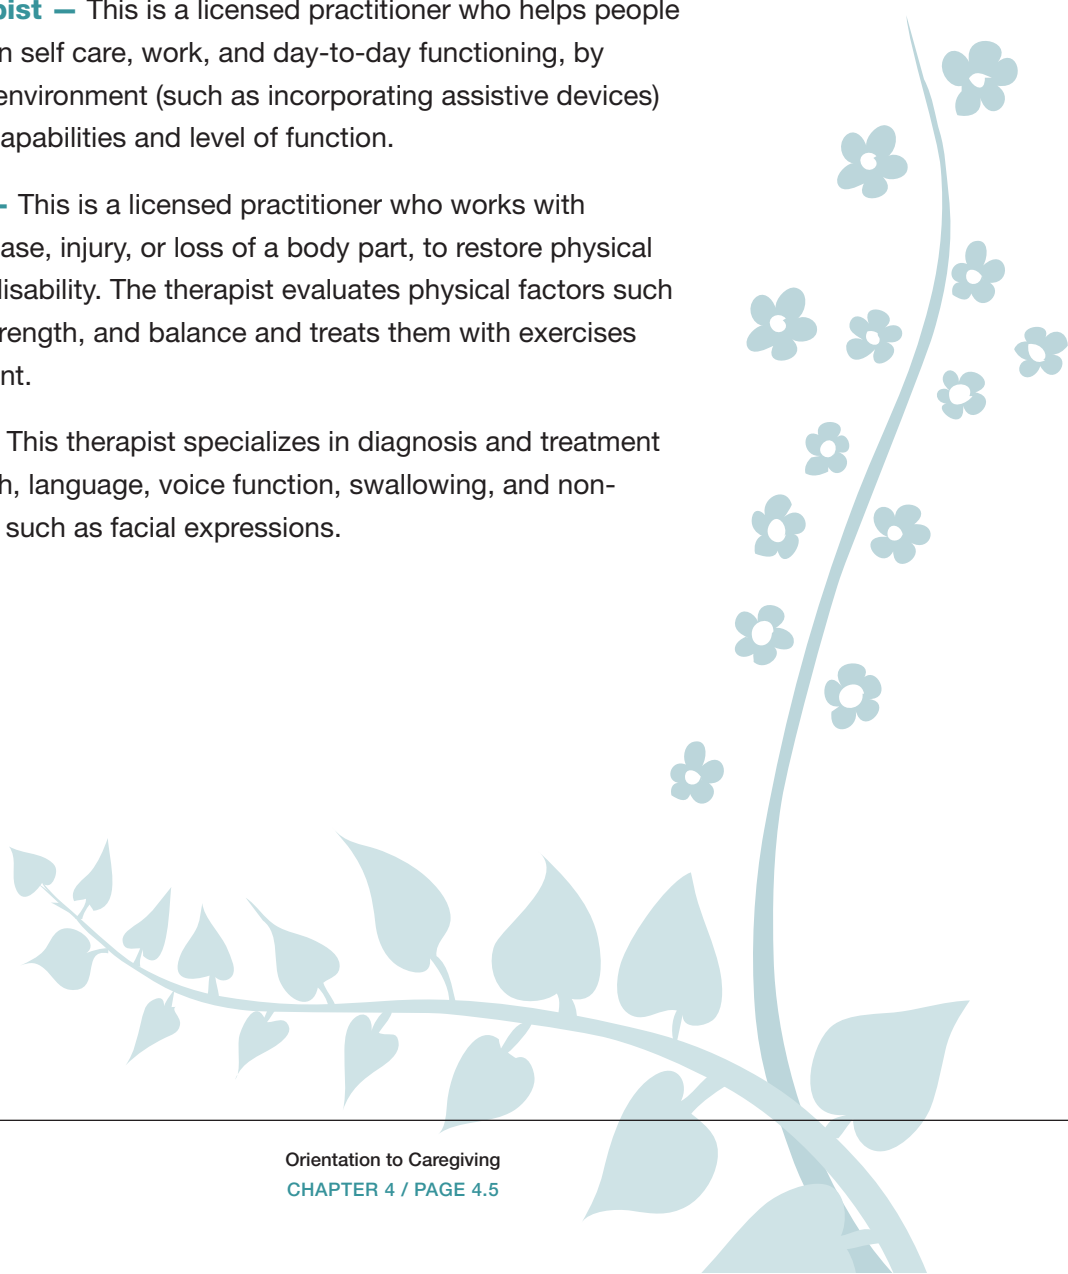 pist — This is a licensed practitioner who helps people
n self care, work, and day-to-day functioning, by
environment (such as incorporating assistive devices)
apabilities and level of function.
– This is a licensed practitioner who works with
ase, injury, or loss of a body part, to restore physical
disability. The therapist evaluates physical factors such
rength, and balance and treats them with exercises
nt.
This therapist specializes in diagnosis and treatment
h, language, voice function, swallowing, and non-
such as facial expressions.
Orientation to Caregiving
CHAPTER 4 / PAGE 4.5